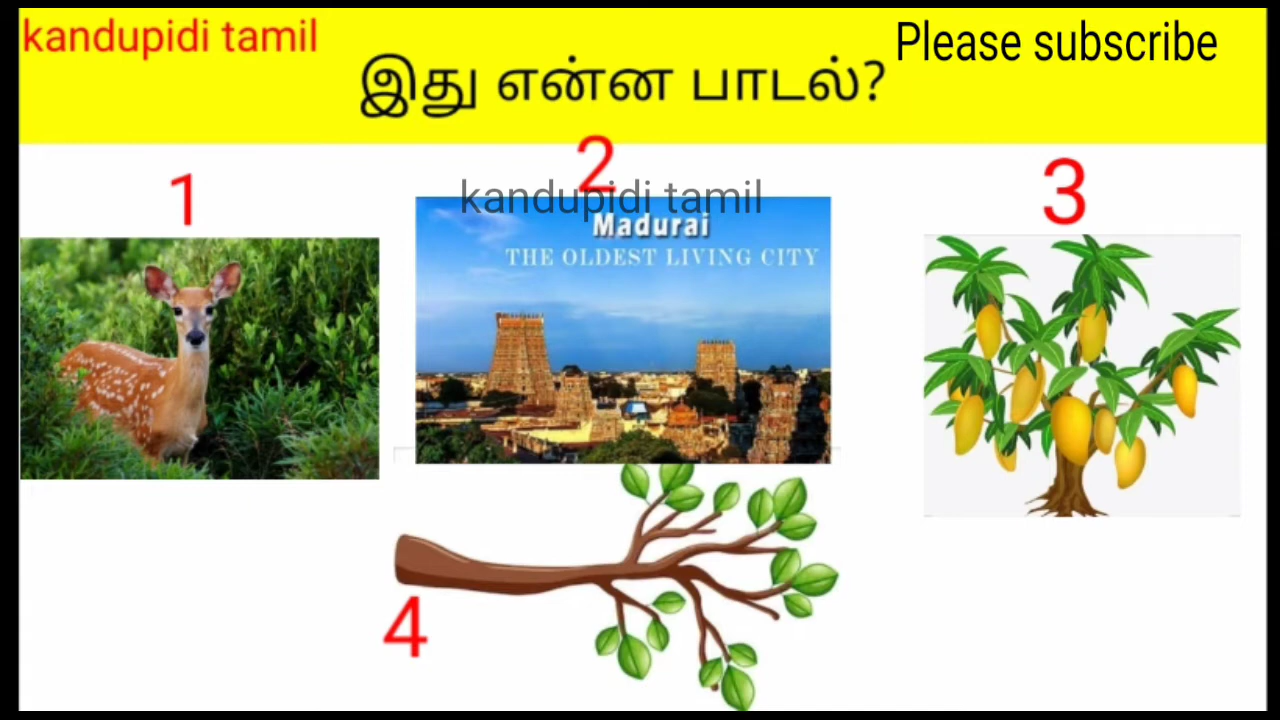 kandupidi tamil
Please subscribe
இது என்ன பாடல்?
1
2
3
kandupidi tamil
Madurai
THE OLDEST LIVING CITY
4